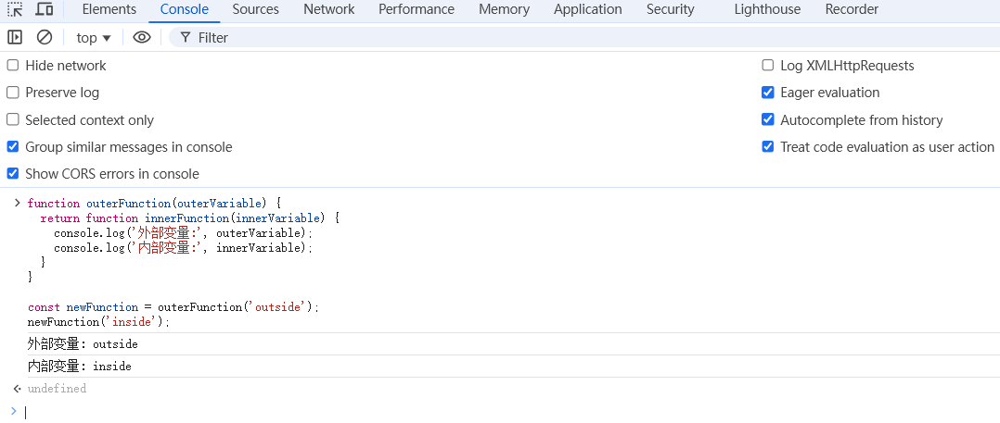 Elements Console Sources Network Performance Memory Application Security Lighthouse Recorder
top Filter
Hide network Log XMLHttpRequests
Preserve log Eager evaluation
Selected context only Autocomplete from history
Group similar messages in console Treat code evaluation as user action
Show CORS errors in console
function outerFunction(outerVariable) {
  return function innerFunction(innerVariable) {
    console.log('外部变量:', outerVariable);
    console.log('内部变量:', innerVariable);
  }
}
const newFunction = outerFunction('outside');
newFunction('inside');
外部变量: outside
内部变量: inside
undefined